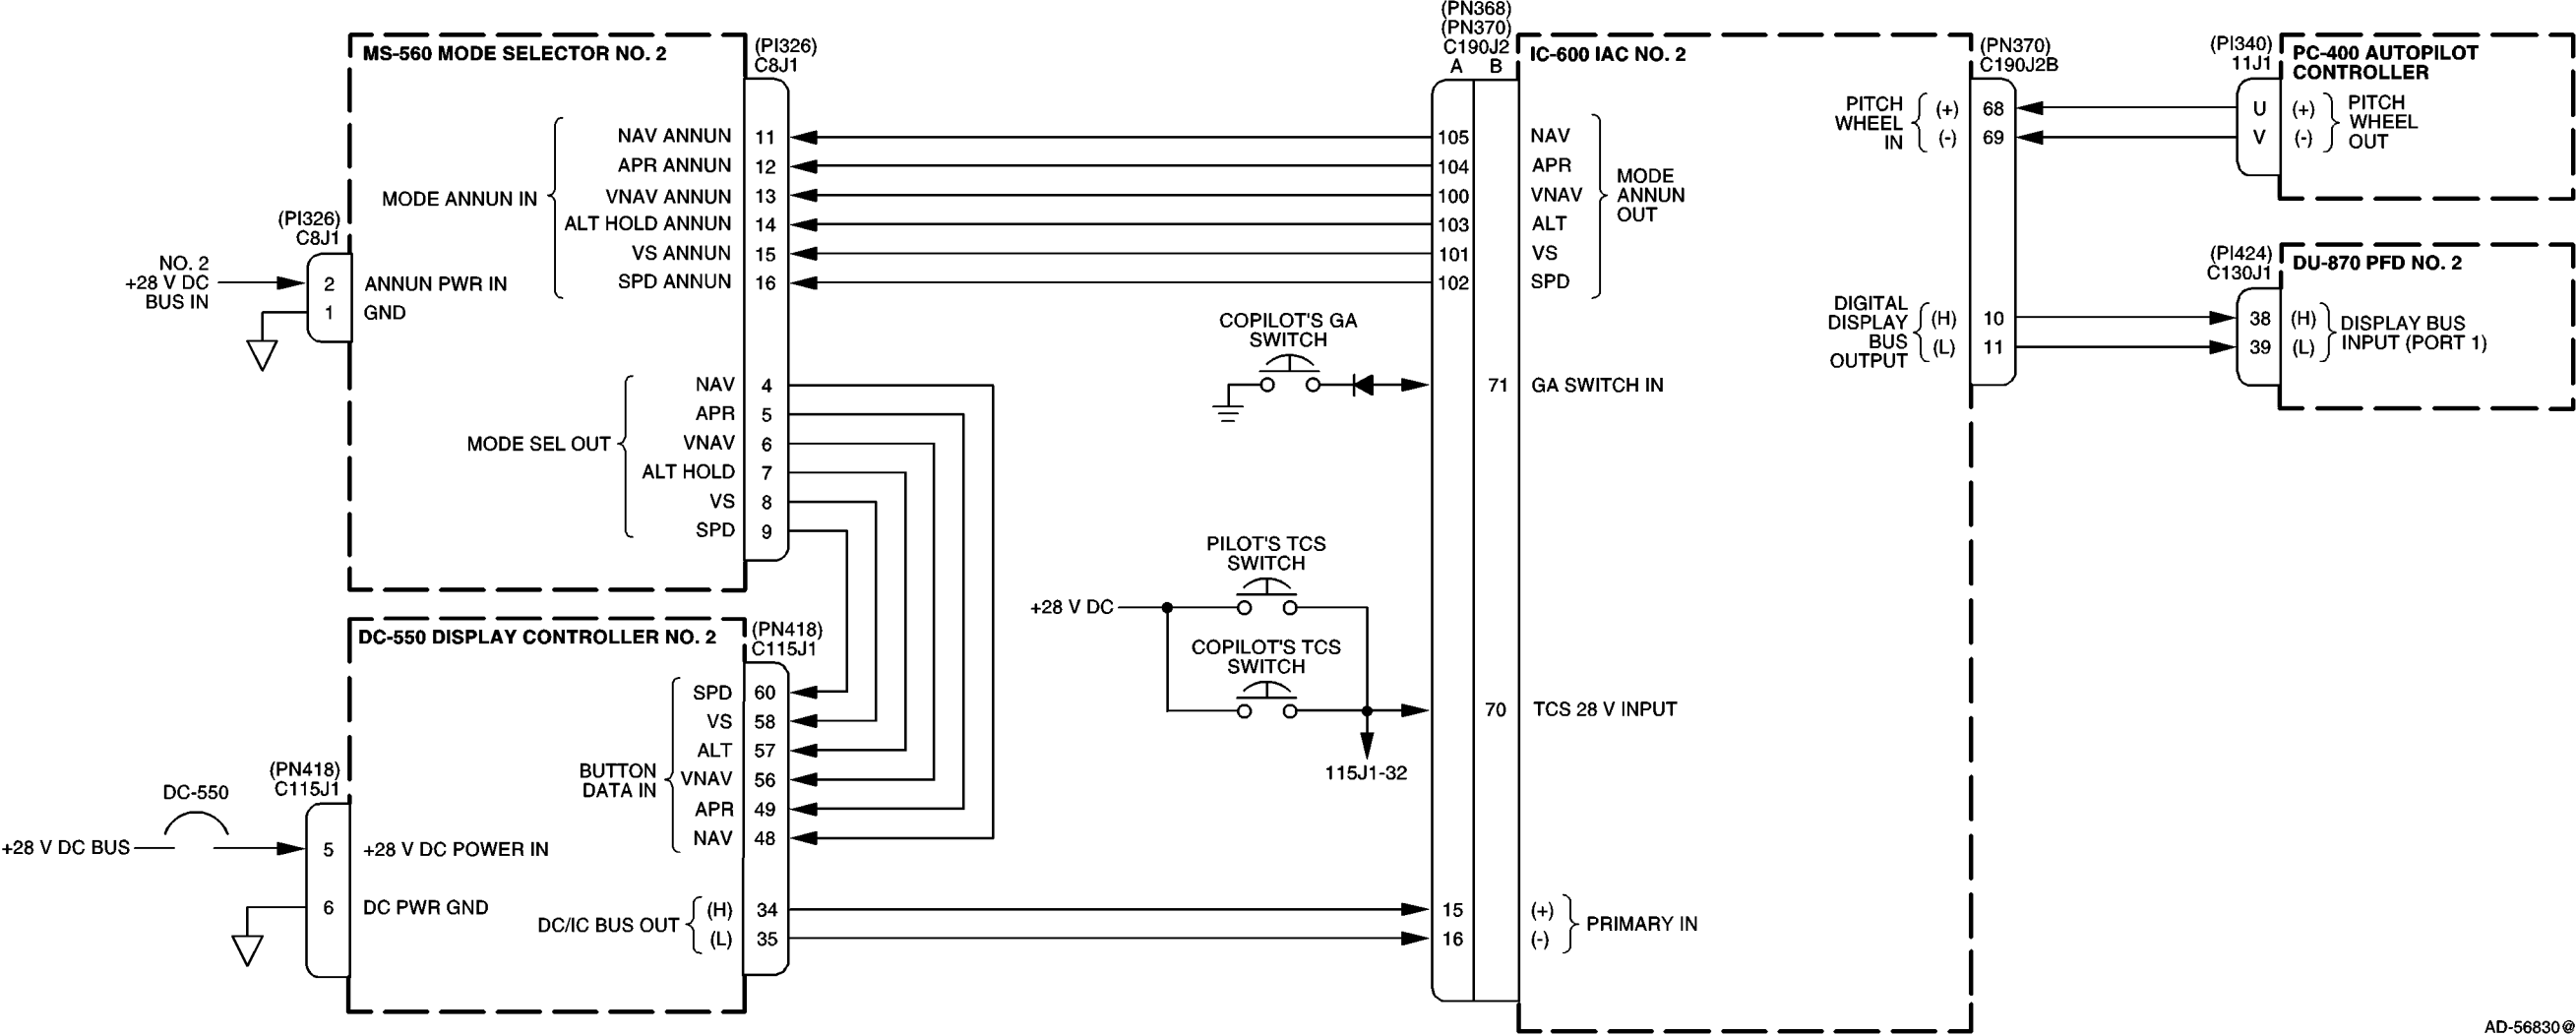 MS-560 MODE SELECTOR NO. 2
(PI326)
C8J1
NAV ANNUN 11
APR ANNUN 12
VNAV ANNUN 13
ALT HOLD ANNUN 14
VS ANNUN 15
SPD ANNUN 16
MODE ANNUN IN
(PI326)
C8J1
NO. 2
+28 V DC
BUS IN
2 ANNUN PWR IN
1 GND
MODE SEL OUT
NAV 4
APR 5
VNAV 6
ALT HOLD 7
VS 8
SPD 9
DC-550 DISPLAY CONTROLLER NO. 2
(PN418)
C115J1
BUTTON
DATA IN
SPD 60
VS 58
ALT 57
VNAV 56
APR 49
NAV 48
(PN418)
C115J1
DC-550
+28 V DC BUS
5 +28 V DC POWER IN
6 DC PWR GND
DC/IC BUS OUT
(H) 34
(L) 35
COPILOT'S GA
SWITCH
PILOT'S TCS
SWITCH
+28 V DC
COPILOT'S TCS
SWITCH
115J1-32
(PN368)
(PN370)
C190J2
A B
IC-600 IAC NO. 2
105 NAV
104 APR
100 VNAV
103 ALT
101 VS
102 SPD
MODE
ANNUN
OUT
71 GA SWITCH IN
70 TCS 28 V INPUT
15 (+)
16 (-)
PRIMARY IN
(PN370)
C190J2B
PITCH
WHEEL
IN
(+) 68
(-) 69
DIGITAL
DISPLAY
BUS
OUTPUT
(H) 10
(L) 11
(PI340)
11J1
PC-400 AUTOPILOT
CONTROLLER
U (+)
V (-)
PITCH
WHEEL
OUT
(PI424)
C130J1
DU-870 PFD NO. 2
38 (H)
39 (L)
DISPLAY BUS
INPUT (PORT 1)
AD-56830@